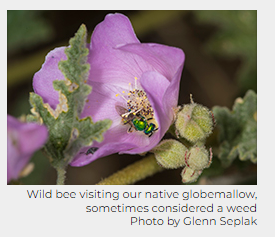 Wild bee visiting our native globemallow,
sometimes considered a weed
Photo by Glenn Seplak